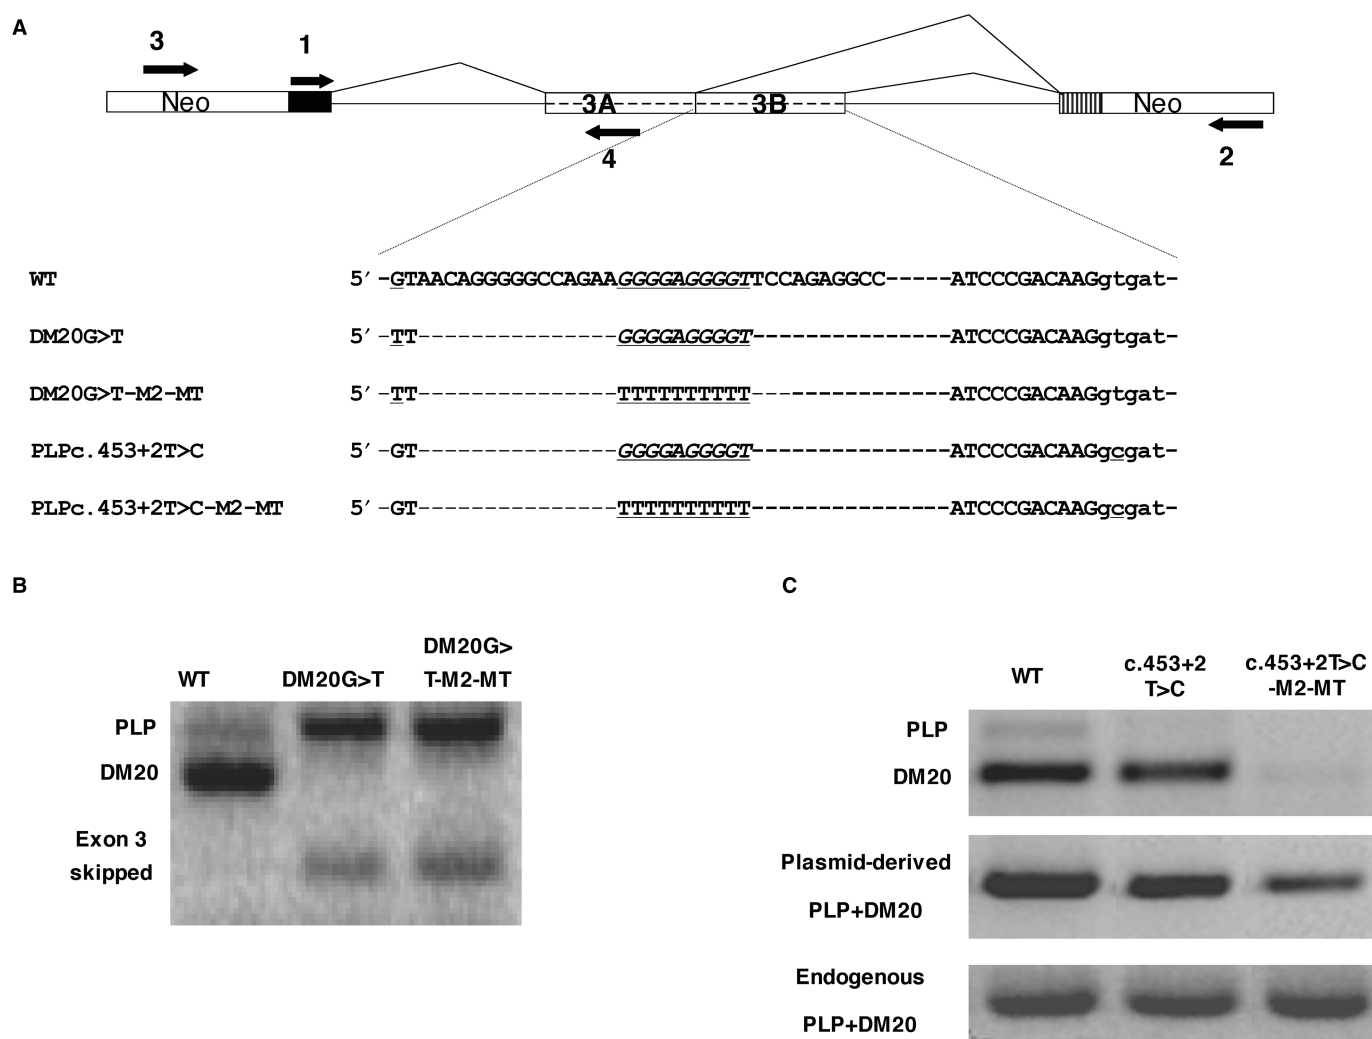 A
3
1
Neo
3A
3B
Neo
4
2
WT 5′ -GTAACAGGGGGCCAGAAGGGGAGGGGTTCCAGAGGCC-----ATCCCGACAAGgtgat-
DM20G>T 5′ -TT---------------GGGGAGGGGT---------------ATCCCGACAAGgtgat-
DM20G>T-M2-MT 5′ -TT---------------TTTTTTTTTT---------------ATCCCGACAAGgtgat-
PLPc.453+2T>C 5′ -GT---------------GGGGAGGGGT---------------ATCCCGACAAGgcgat-
PLPc.453+2T>C-M2-MT 5′ -GT---------------TTTTTTTTTT---------------ATCCCGACAAGgcgat-
B
WT
DM20G>T
DM20G>
T-M2-MT
PLP
DM20
Exon 3
skipped
C
WT
c.453+2
T>C
c.453+2T>C
-M2-MT
PLP
DM20
Plasmid-derived
PLP+DM20
Endogenous
PLP+DM20